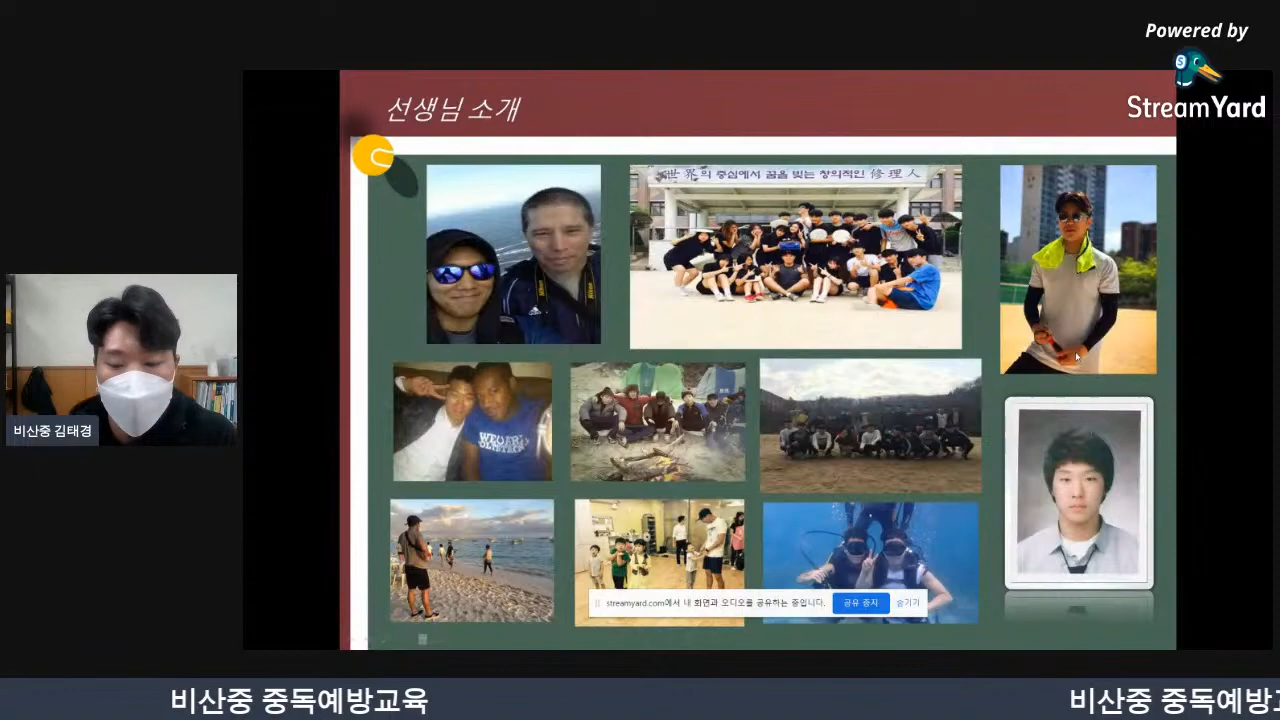 Powered by
StreamYard
선생님 소개
世界의 중심에서 꿈을 빚는 창의적인 修理人
비산중 김태경
streamyard.com에서 내 화면과 오디오를 공유하는 중입니다.
공유 중지
숨기기
비산중 중독예방교육
비산중 중독예방